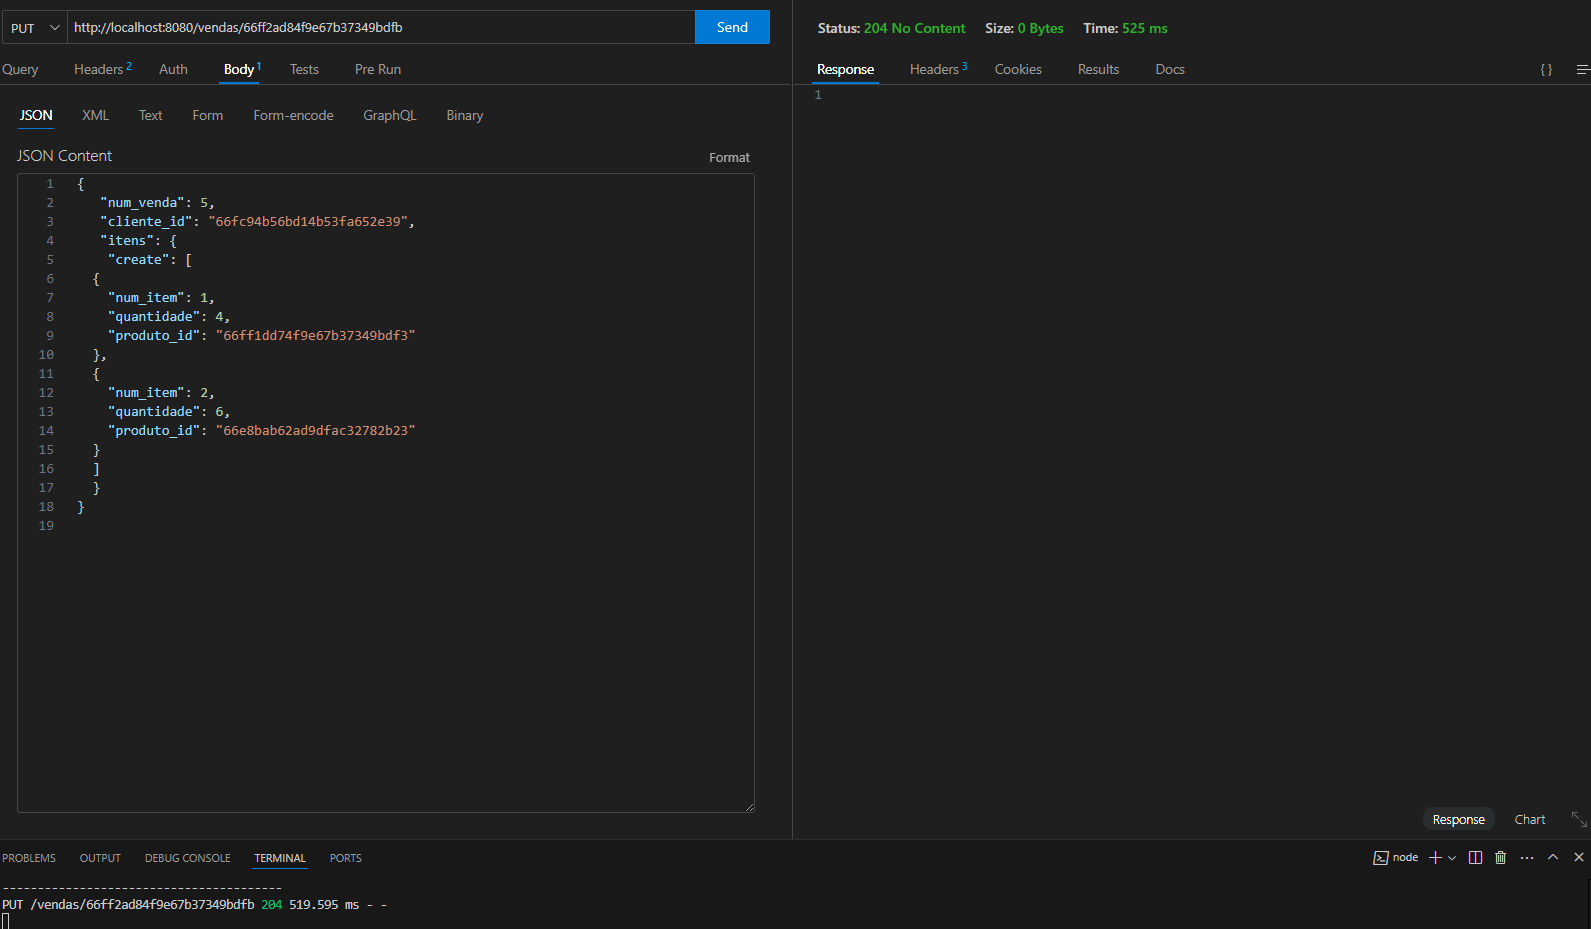 PUT http://localhost:8080/vendas/66ff2ad84f9e67b37349bdfb Send
Query Headers 2 Auth Body 1 Tests Pre Run
JSON XML Text Form Form-encode GraphQL Binary
JSON Content Format
1 {
2 "num_venda": 5,
3 "cliente_id": "66fc94b56bd14b53fa652e39",
4 "itens": {
5 "create": [
6 {
7 "num_item": 1,
8 "quantidade": 4,
9 "produto_id": "66ff1dd74f9e67b37349bdf3"
10 },
11 {
12 "num_item": 2,
13 "quantidade": 6,
14 "produto_id": "66e8bab62ad9dfac32782b23"
15 }
16 ]
17 }
18 }
19
Status: 204 No Content Size: 0 Bytes Time: 525 ms
Response Headers 3 Cookies Results Docs { }
1
Response Chart
PROBLEMS OUTPUT DEBUG CONSOLE TERMINAL PORTS node
----------------------------------------
PUT /vendas/66ff2ad84f9e67b37349bdfb 204 519.595 ms - -